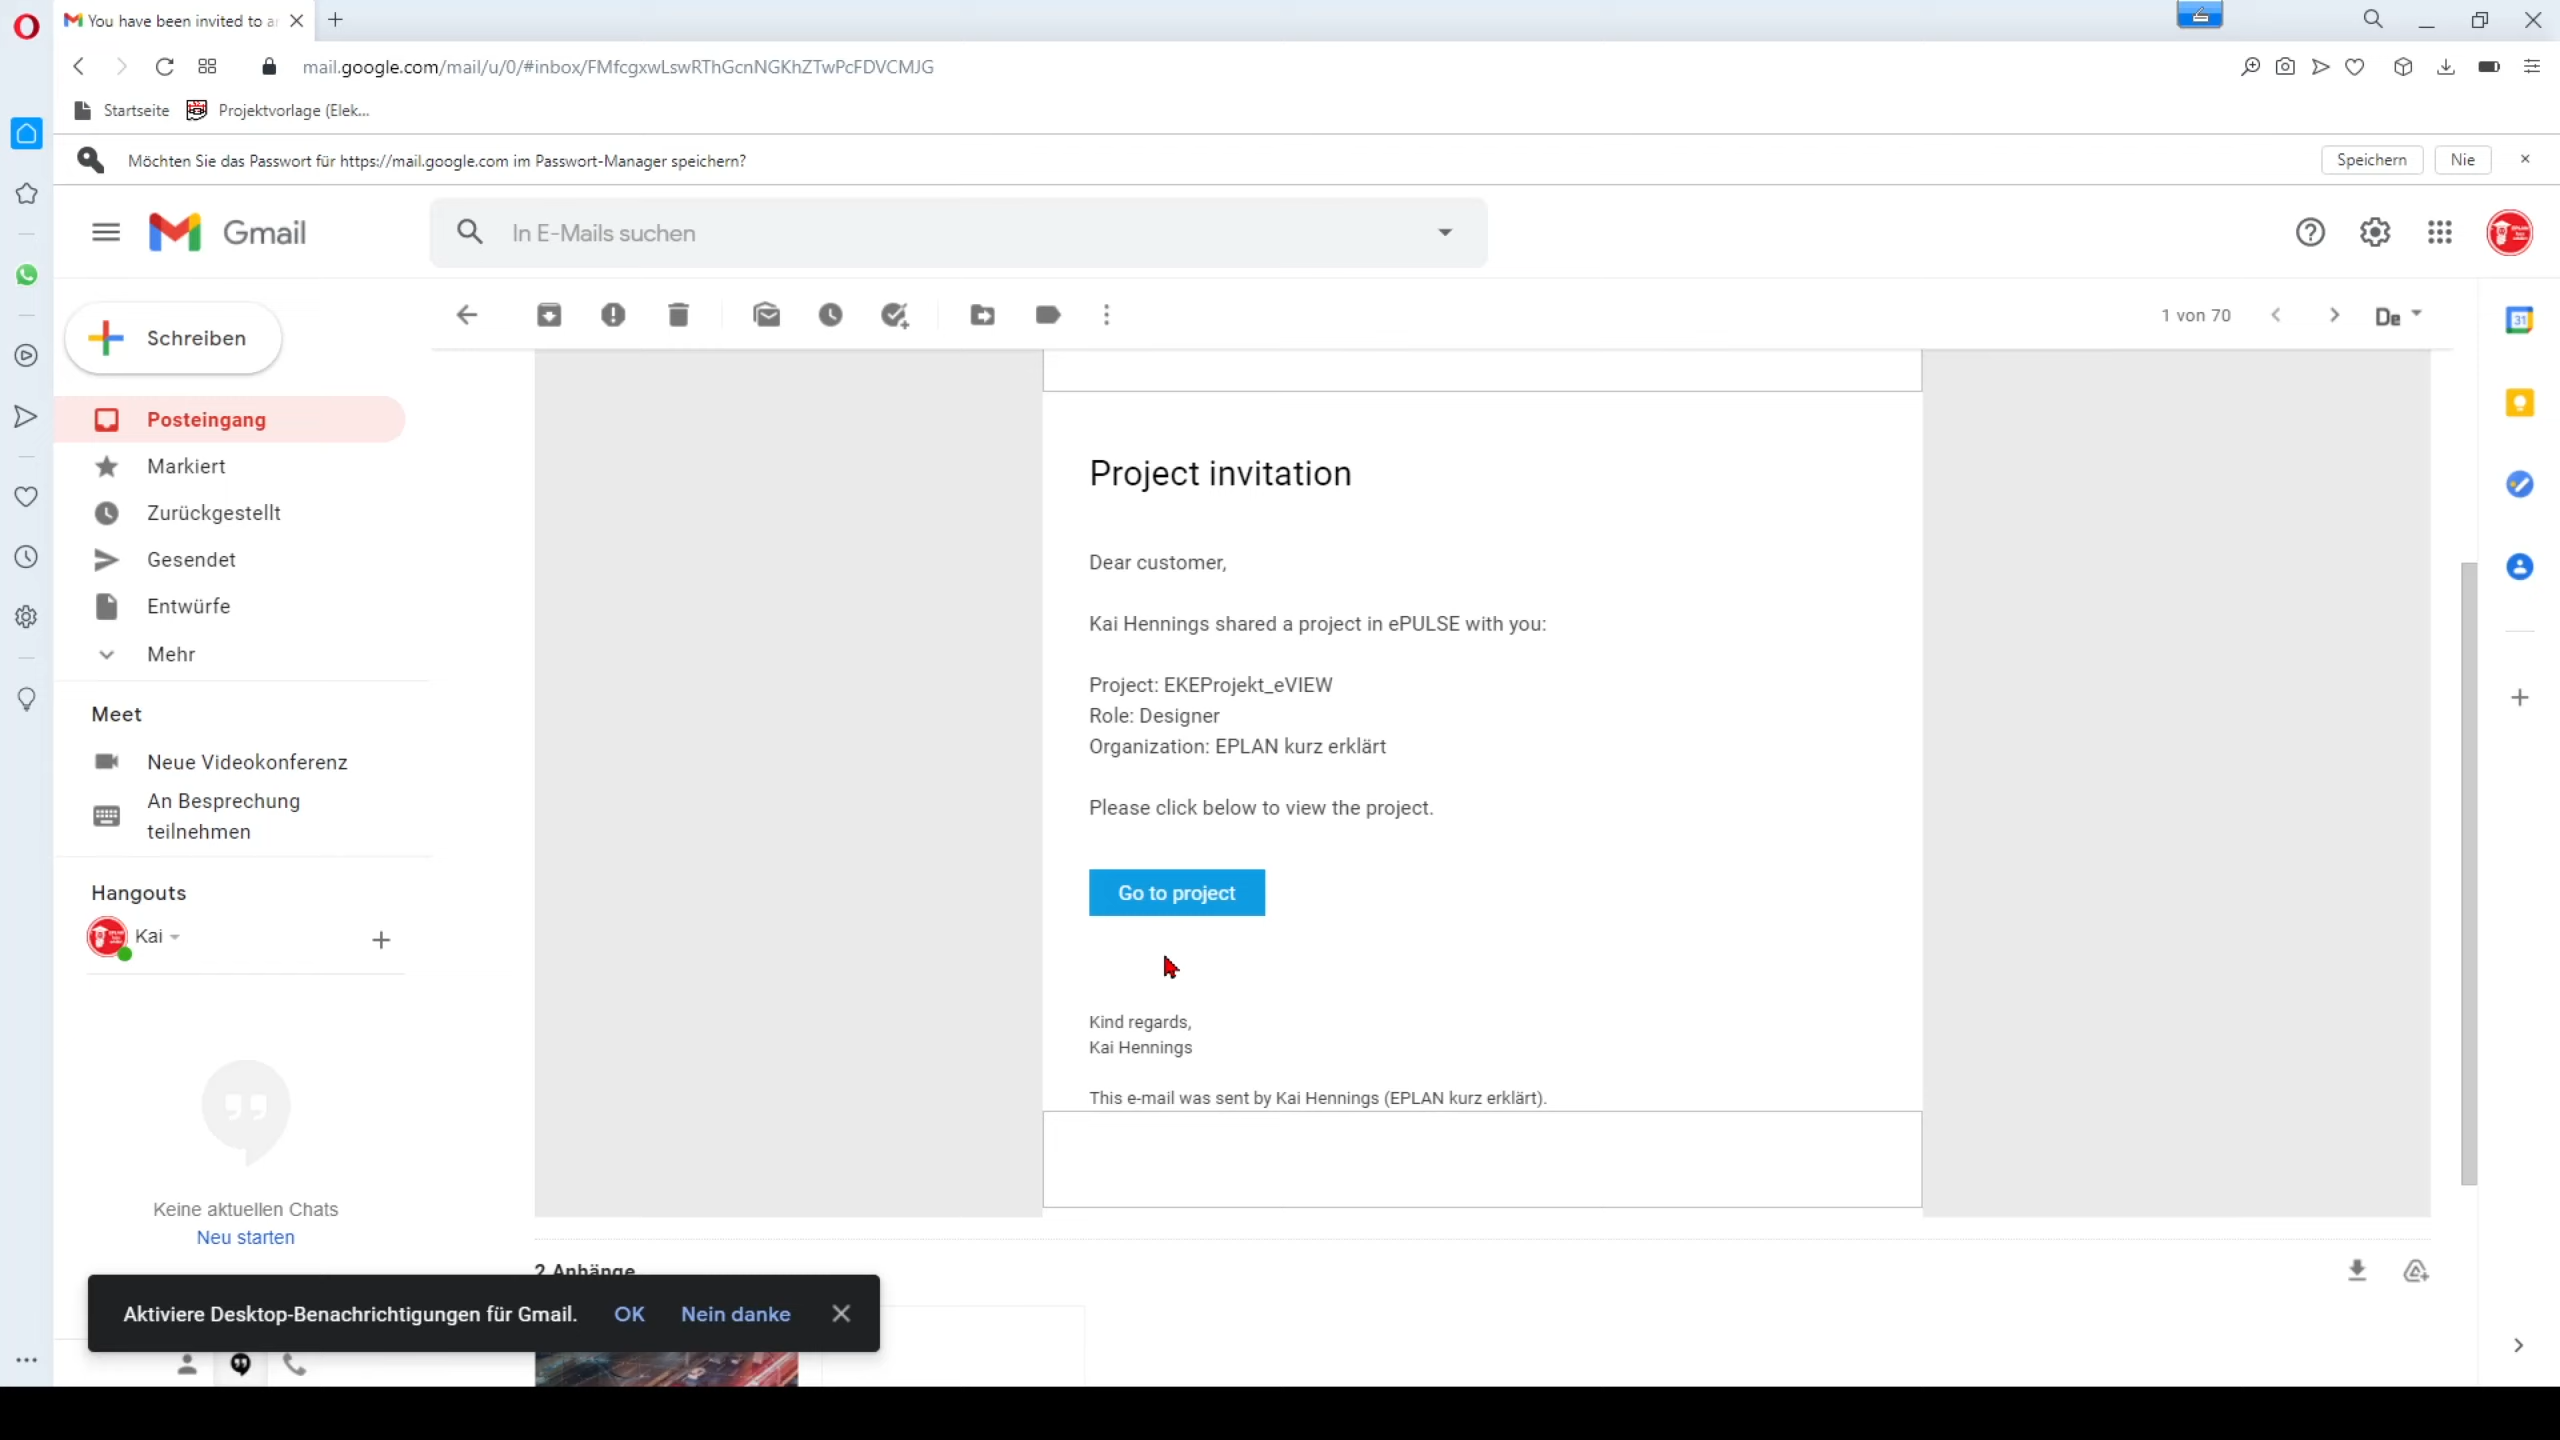 You have been invited to a
mail.google.com/mail/u/0/#inbox/FMfcgxwLswRThGcnNGKhZTwPcFDVCMJG
Startseite
Projektvorlage (Elek...
Möchten Sie das Passwort für https://mail.google.com im Passwort-Manager speichern?
Speichern
Nie
Gmail
In E-Mails suchen
Schreiben
1 von 70
De
31
Posteingang
Markiert
Zurückgestellt
Gesendet
Entwürfe
Mehr
Meet
Neue Videokonferenz
An Besprechung
teilnehmen
Hangouts
Kai
Keine aktuellen Chats
Neu starten
Project invitation
Dear customer,
Kai Hennings shared a project in ePULSE with you:
Project: EKEProjekt_eVIEW
Role: Designer
Organization: EPLAN kurz erklärt
Please click below to view the project.
Go to project
Kind regards,
Kai Hennings
This e-mail was sent by Kai Hennings (EPLAN kurz erklärt).
2 Anhänge
Aktiviere Desktop-Benachrichtigungen für Gmail.
OK
Nein danke